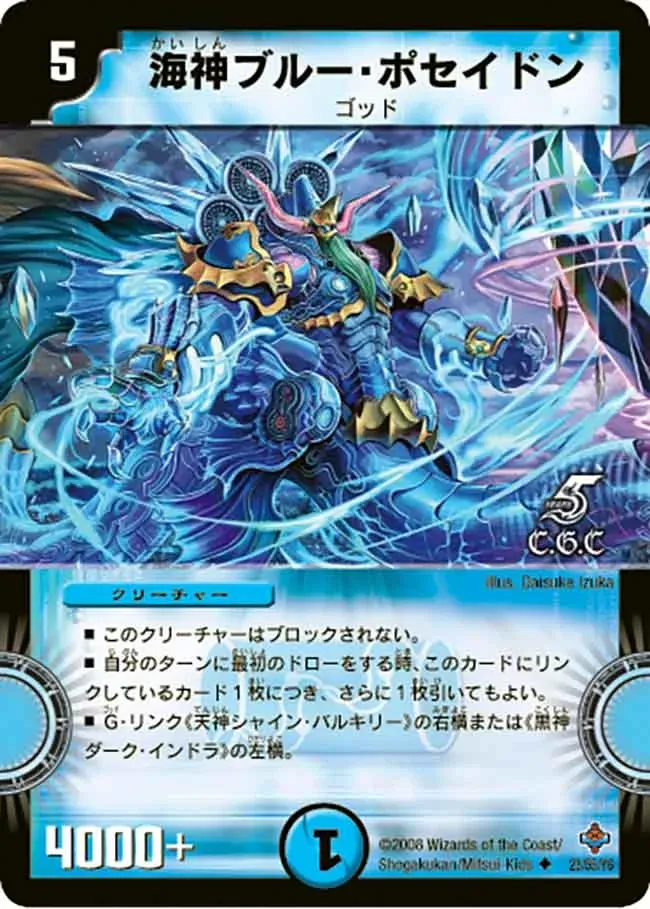 5
かいしん
海神ブルー・ポセイドン
ゴッド
5
C.G.C
illus. Daisuke Izuka
クリーチャー
■ このクリーチャーはブロックされない。
■ 自分のターンに最初のドローをする時、このカードにリン
クしているカード1枚につき、さらに1枚引いてもよい。
■ G・リンク《天神シャイン・バルキリー》の右横または《黒神
ダーク・インドラ》の左横。
4000+
1
©2008 Wizards of the Coast/
Shogakukan/Mitsui-Kids ◆